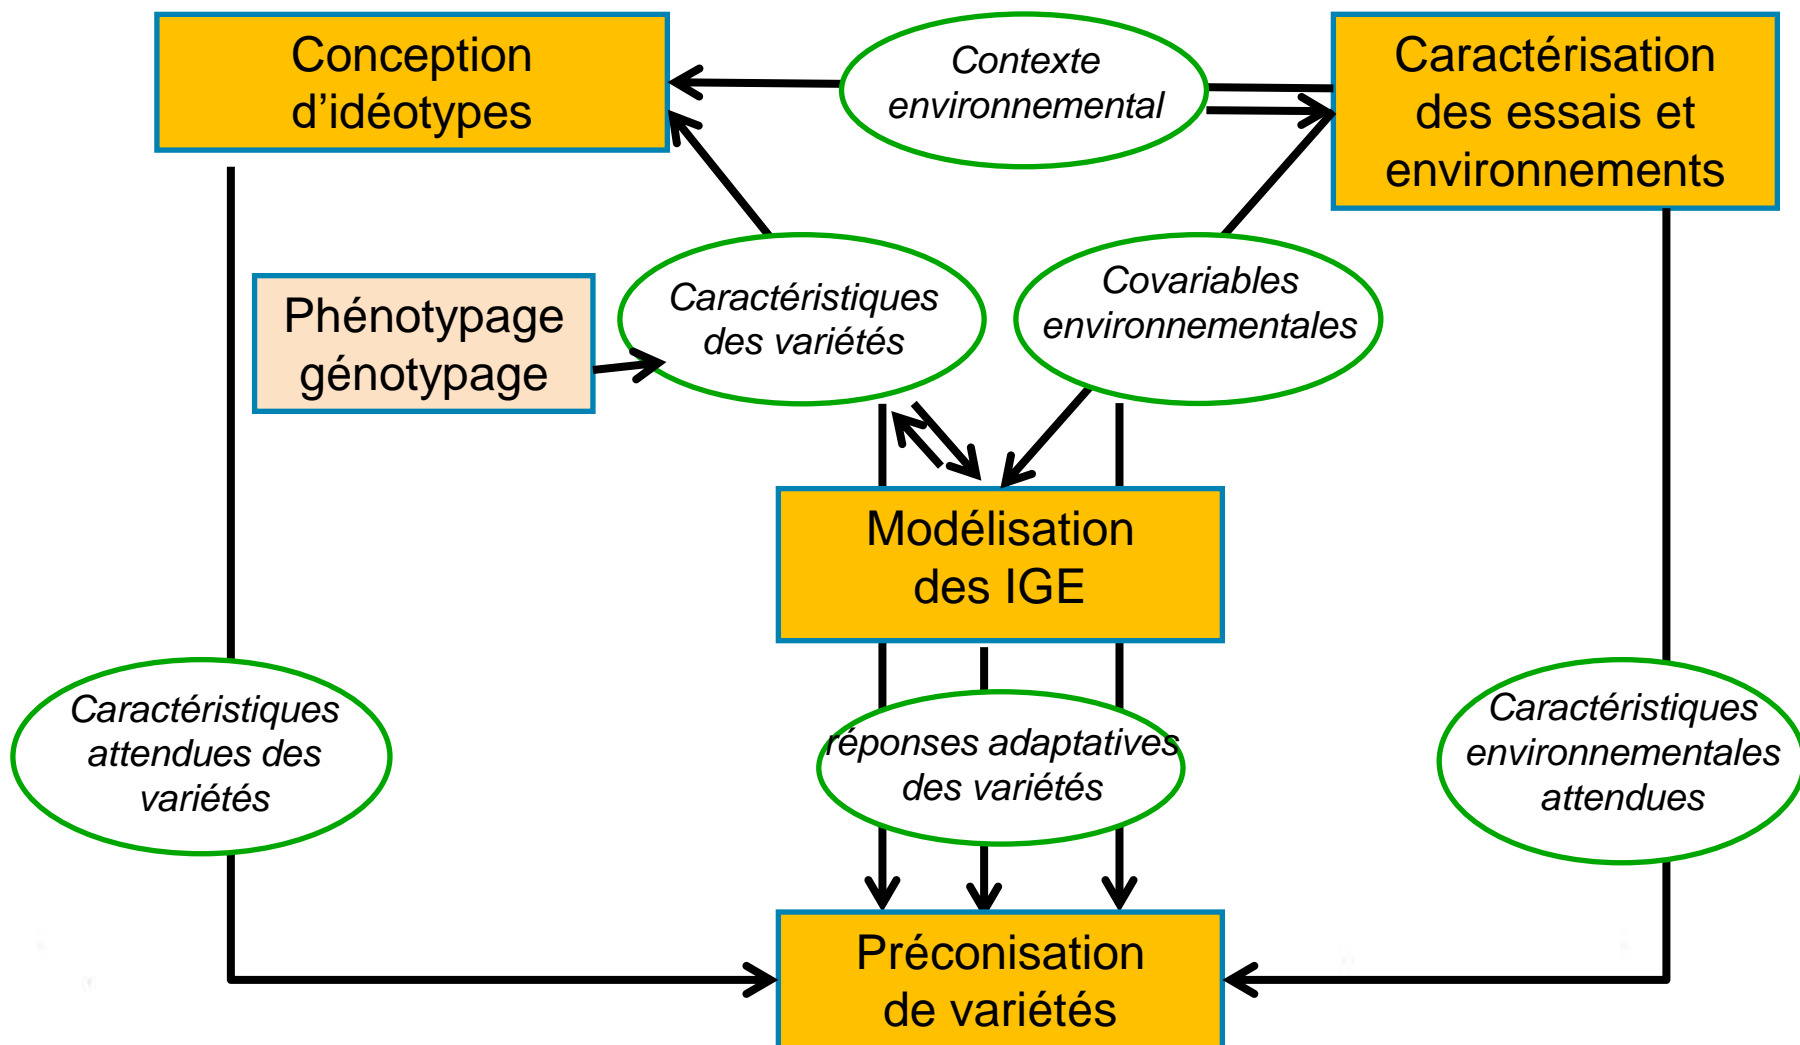 Conception
d’idéotypes
Contexte
environnemental
Caractérisation
des essais et
environnements
Phénotypage
génotypage
Caractéristiques
des variétés
Covariables
environnementales
Modélisation
des IGE
Caractéristiques
attendues des
variétés
réponses adaptatives
des variétés
Caractéristiques
environnementales
attendues
Préconisation
de variétés